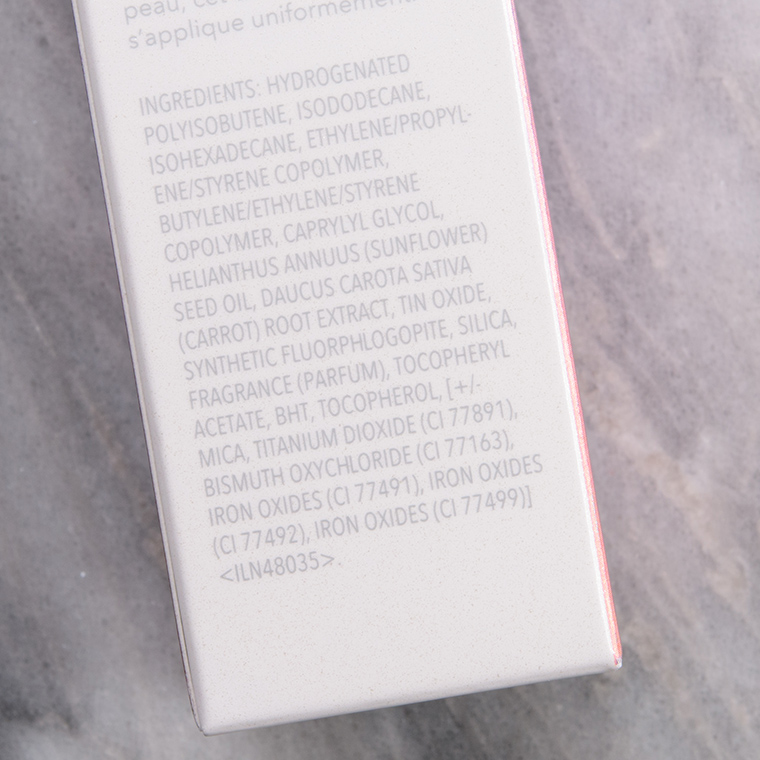 peau, cet
s'applique uniformément.
INGREDIENTS: HYDROGENATED
POLYISOBUTENE, ISODODECANE,
ISOHEXADECANE, ETHYLENE/PROPYL-
ENE/STYRENE COPOLYMER,
BUTYLENE/ETHYLENE/STYRENE
COPOLYMER, CAPRYLYL GLYCOL,
HELIANTHUS ANNUUS (SUNFLOWER)
SEED OIL, DAUCUS CAROTA SATIVA
(CARROT) ROOT EXTRACT, TIN OXIDE,
SYNTHETIC FLUORPHLOGOPITE, SILICA,
FRAGRANCE (PARFUM), TOCOPHERYL
ACETATE, BHT, TOCOPHEROL, [+/-
MICA, TITANIUM DIOXIDE (CI 77891),
BISMUTH OXYCHLORIDE (CI 77163),
IRON OXIDES (CI 77491), IRON OXIDES
(CI 77492), IRON OXIDES (CI 77499)]
<ILN48035>.